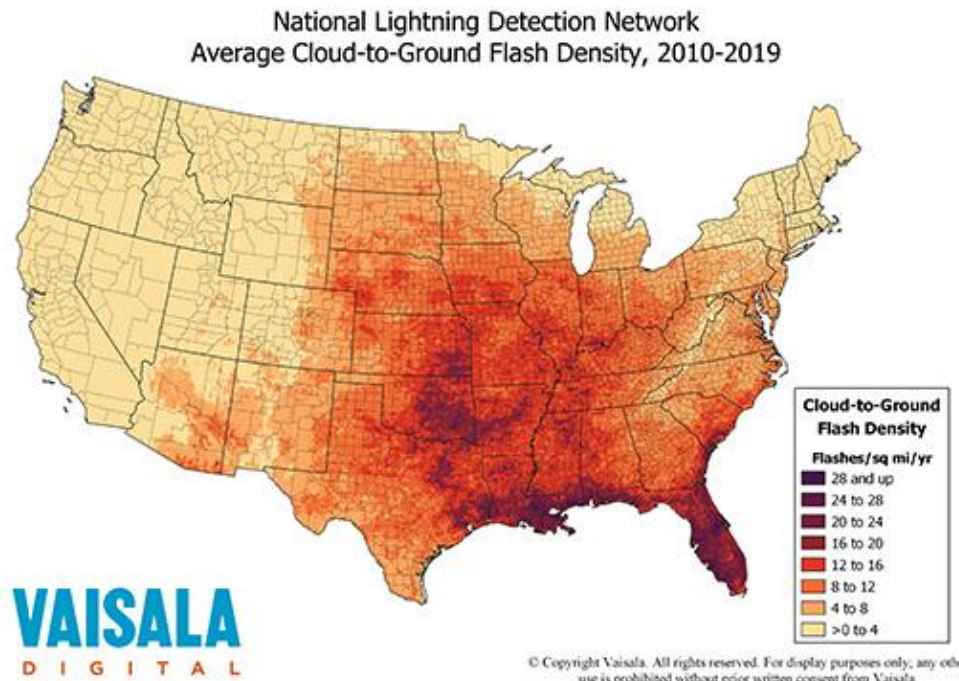 National Lightning Detection Network
Average Cloud-to-Ground Flash Density, 2010-2019
Cloud-to-Ground
Flash Density
Flashes/sq mi/yr
28 and up
24 to 28
20 to 24
16 to 20
12 to 16
8 to 12
4 to 8
>0 to 4
VAISALA
DIGITAL
© Copyright Vaisala. All rights reserved. For display purposes only; any othe
use is prohibited without prior written consent from Vaisala.